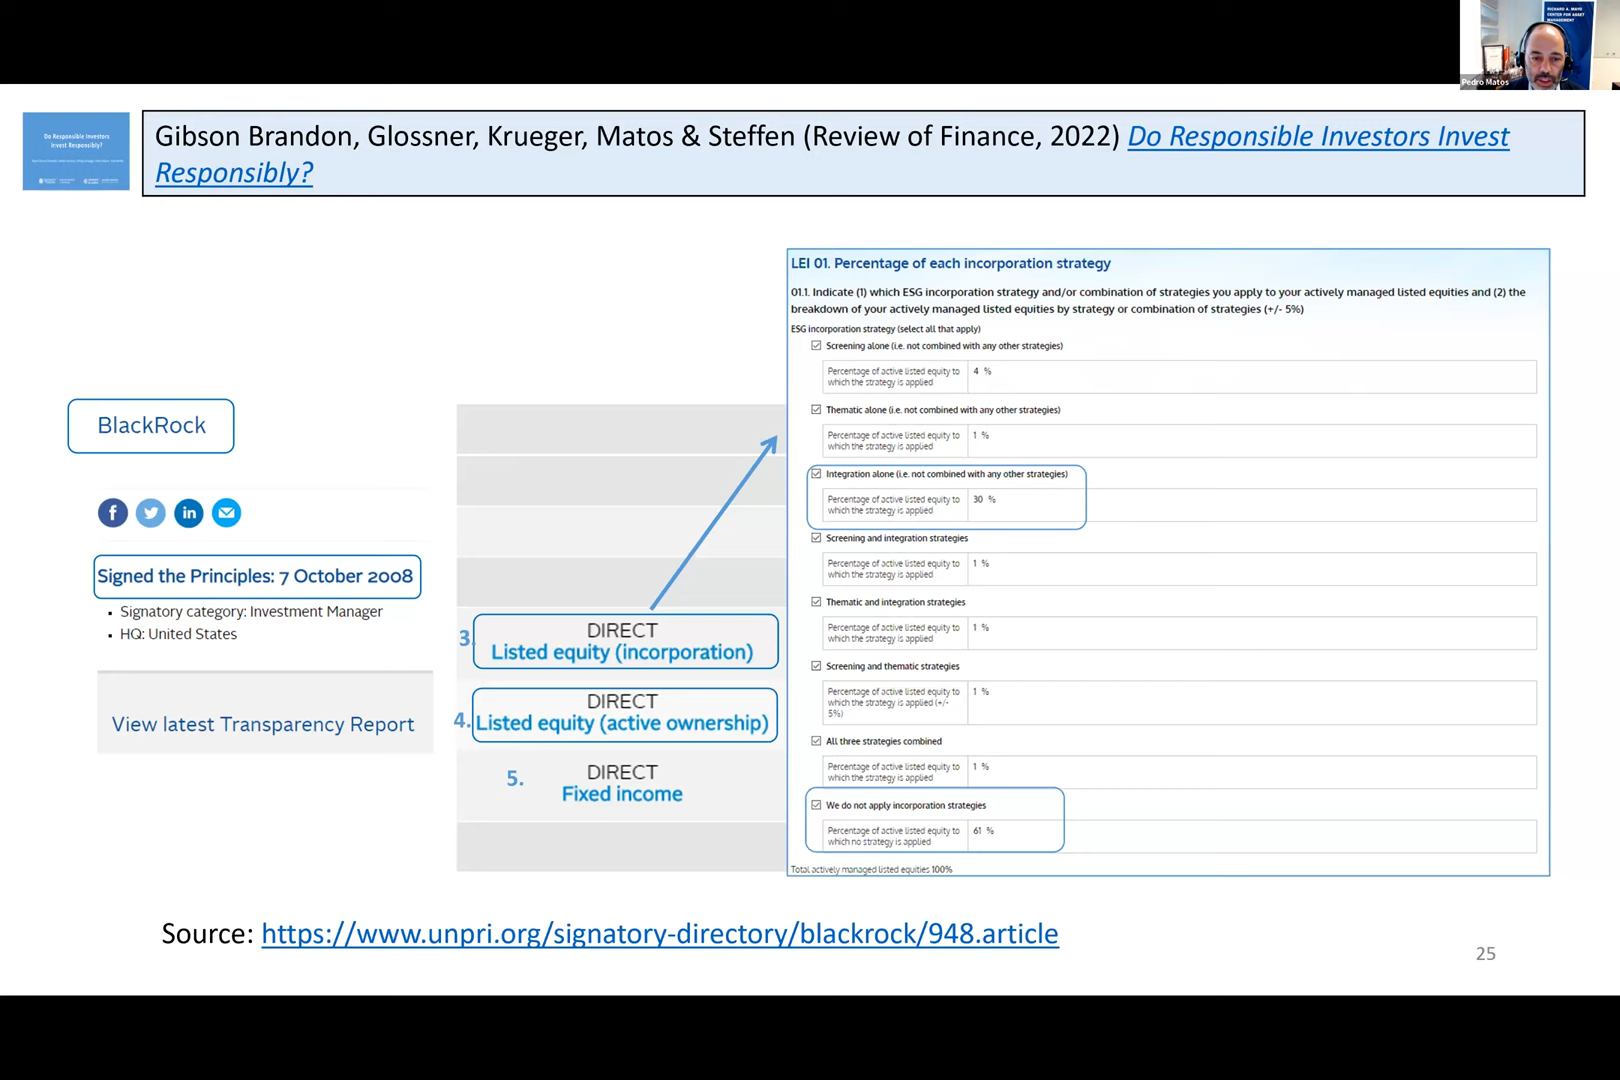 RICHARD A. MAYO
CENTER FOR ASSET
MANAGEMENT
Pedro Matos
Do Responsible Investors
Invest Responsibly?
Gibson Brandon, Glossner, Krueger, Matos & Steffen (Review of Finance, 2022) Do Responsible Investors Invest
Responsibly?
BlackRock
Signed the Principles: 7 October 2008
• Signatory category: Investment Manager
• HQ: United States
View latest Transparency Report
3. DIRECT
Listed equity (incorporation)
4. DIRECT
Listed equity (active ownership)
5. DIRECT
Fixed income
LEI 01. Percentage of each incorporation strategy
01.1. Indicate (1) which ESG incorporation strategy and/or combination of strategies you apply to your actively managed listed equities and (2) the
breakdown of your actively managed listed equities by strategy or combination of strategies (+/- 5%)
ESG incorporation strategy (select all that apply)
Screening alone (i.e. not combined with any other strategies)
Percentage of active listed equity to
which the strategy is applied
4 %
Thematic alone (i.e. not combined with any other strategies)
Percentage of active listed equity to
which the strategy is applied
1 %
Integration alone (i.e. not combined with any other strategies)
Percentage of active listed equity to
which the strategy is applied
30 %
Screening and integration strategies
Percentage of active listed equity to
which the strategy is applied
1 %
Thematic and integration strategies
Percentage of active listed equity to
which the strategy is applied
1 %
Screening and thematic strategies
Percentage of active listed equity to
which the strategy is applied (+/-
5%)
1 %
All three strategies combined
Percentage of active listed equity to
which the strategy is applied
1 %
We do not apply incorporation strategies
Percentage of active listed equity to
which no strategy is applied
61 %
Total actively managed listed equities 100%
Source: https://www.unpri.org/signatory-directory/blackrock/948.article
25